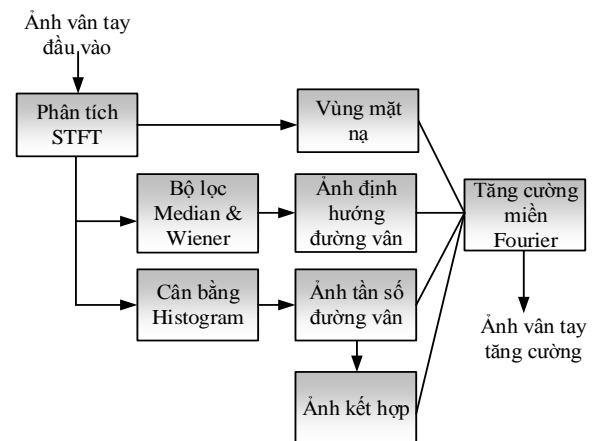 Ảnh vân tay
đầu vào
Phân tích
STFT
Vùng mặt
nạ
Bộ lọc
Median &
Wiener
Ảnh định
hướng
đường vân
Tăng cường
miền
Fourier
Cân bằng
Histogram
Ảnh tần số
đường vân
Ảnh vân tay
tăng cường
Ảnh kết hợp